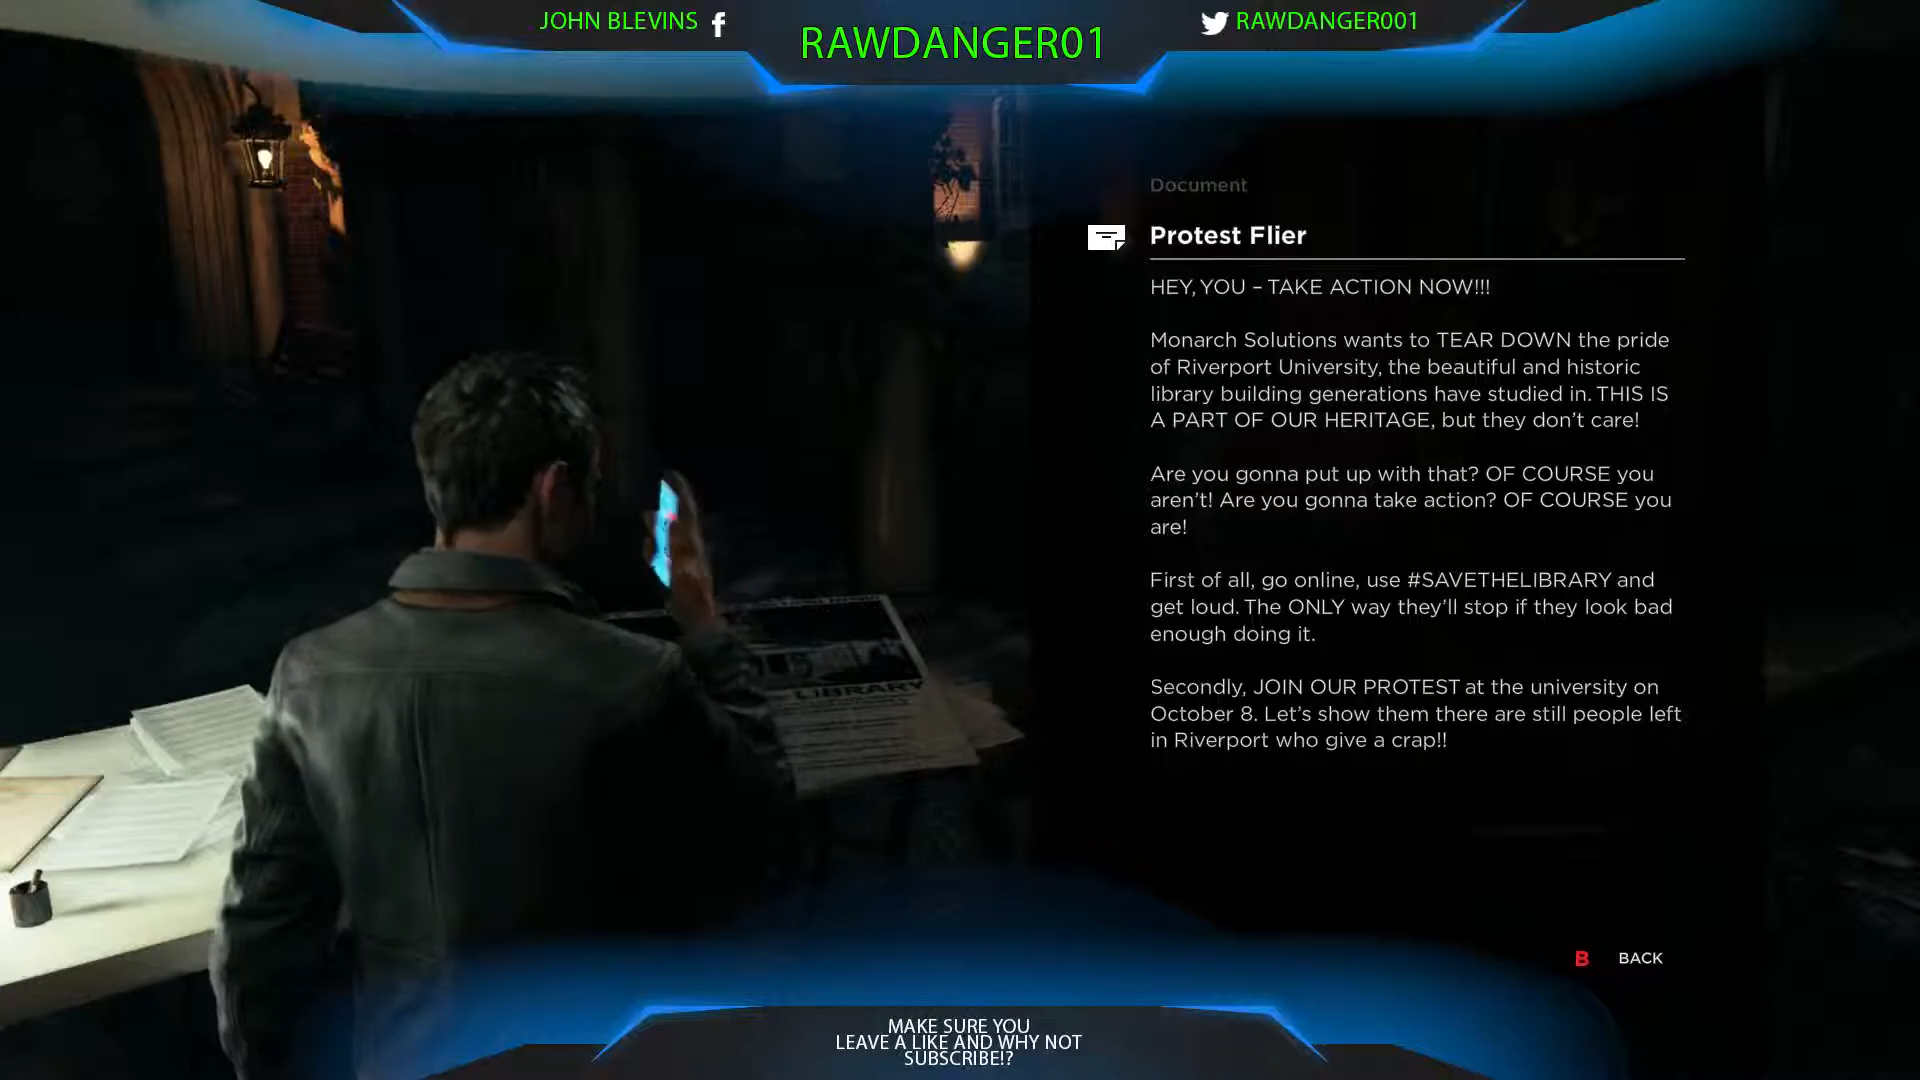 JOHN BLEVINS
RAWDANGER01
RAWDANGER001
Document
Protest Flier
HEY, YOU – TAKE ACTION NOW!!!
Monarch Solutions wants to TEAR DOWN the pride
of Riverport University, the beautiful and historic
library building generations have studied in. THIS IS
A PART OF OUR HERITAGE, but they don't care!
Are you gonna put up with that? OF COURSE you
aren't! Are you gonna take action? OF COURSE you
are!
First of all, go online, use #SAVETHELIBRARY and
get loud. The ONLY way they'll stop if they look bad
enough doing it.
Secondly, JOIN OUR PROTEST at the university on
October 8. Let's show them there are still people left
in Riverport who give a crap!!
LIBRARY
B BACK
MAKE SURE YOU
LEAVE A LIKE AND WHY NOT
SUBSCRIBE!?